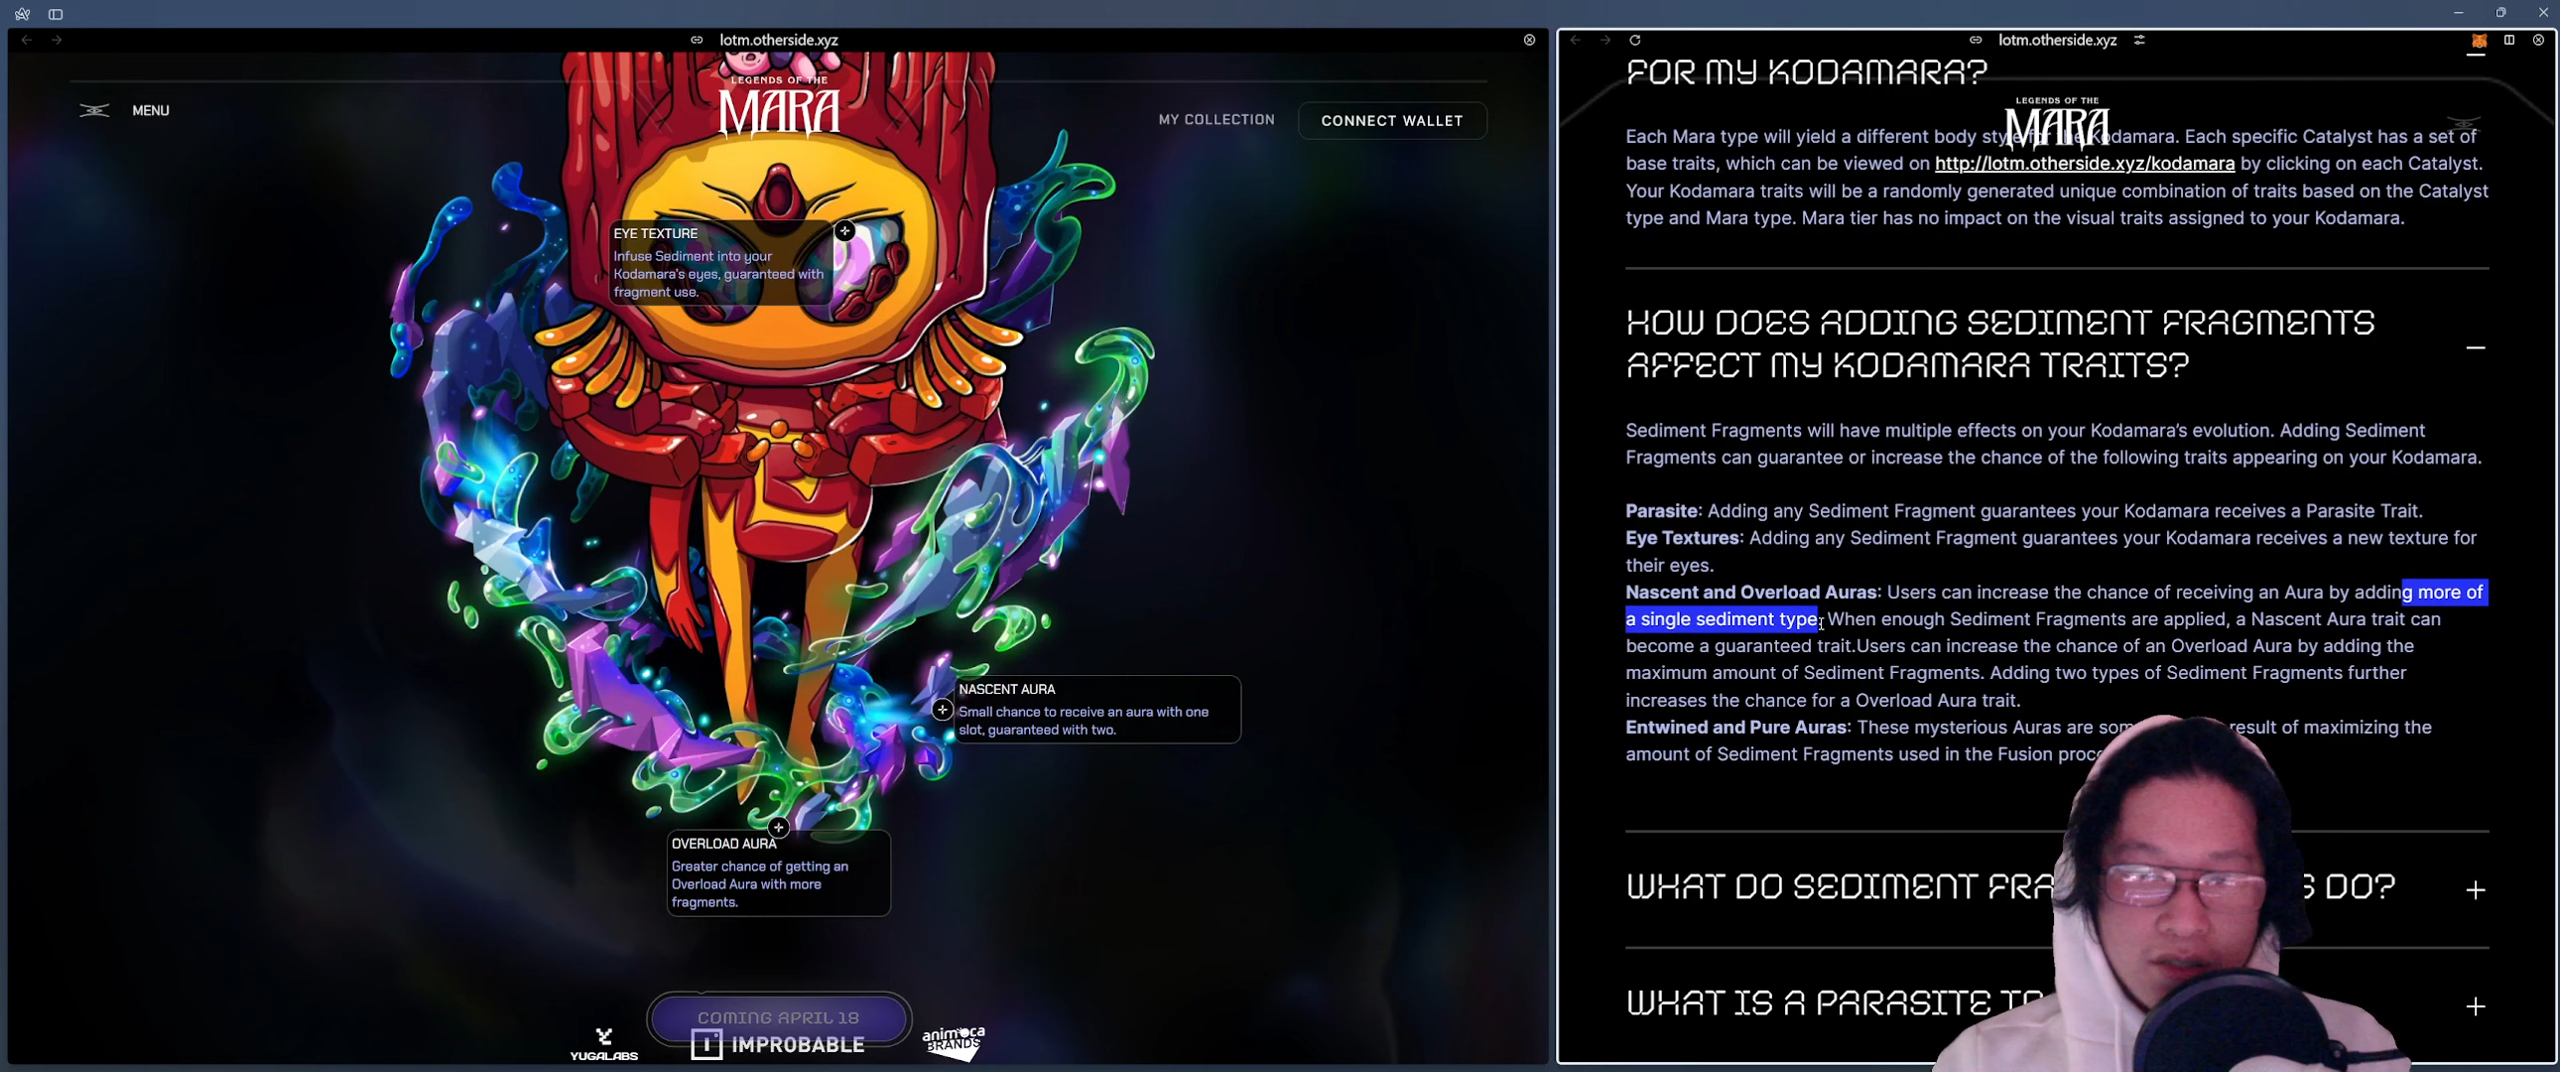 lotm.otherside.xyz
LEGENDS OF THE
MARA
MENU
MY COLLECTION
CONNECT WALLET
EYE TEXTURE
Infuse Sediment into your
Kodamara's eyes, guaranteed with
fragment use.
NASCENT AURA
Small chance to receive an aura with one
slot, guaranteed with two.
OVERLOAD AURA
Greater chance of getting an
Overload Aura with more
fragments.
COMING APRIL 18
YUGALABS
IMPROBABLE
animoca
BRANDS
lotm.otherside.xyz
FOR MY KODAMARA?
LEGENDS OF THE
MARA
Each Mara type will yield a different body style for the Kodamara. Each specific Catalyst has a set of
base traits, which can be viewed on http://lotm.otherside.xyz/kodamara by clicking on each Catalyst.
Your Kodamara traits will be a randomly generated unique combination of traits based on the Catalyst
type and Mara type. Mara tier has no impact on the visual traits assigned to your Kodamara.
HOW DOES ADDING SEDIMENT FRAGMENTS
AFFECT MY KODAMARA TRAITS?
Sediment Fragments will have multiple effects on your Kodamara’s evolution. Adding Sediment
Fragments can guarantee or increase the chance of the following traits appearing on your Kodamara.
Parasite: Adding any Sediment Fragment guarantees your Kodamara receives a Parasite Trait.
Eye Textures: Adding any Sediment Fragment guarantees your Kodamara receives a new texture for
their eyes.
Nascent and Overload Auras: Users can increase the chance of receiving an Aura by adding more of
a single sediment type. When enough Sediment Fragments are applied, a Nascent Aura trait can
become a guaranteed trait.Users can increase the chance of an Overload Aura by adding the
maximum amount of Sediment Fragments. Adding two types of Sediment Fragments further
increases the chance for a Overload Aura trait.
Entwined and Pure Auras: These mysterious Auras are result of maximizing the
amount of Sediment Fragments used in the Fusion
WHAT DO SEDIMENT DO?
WHAT IS A PARASITE